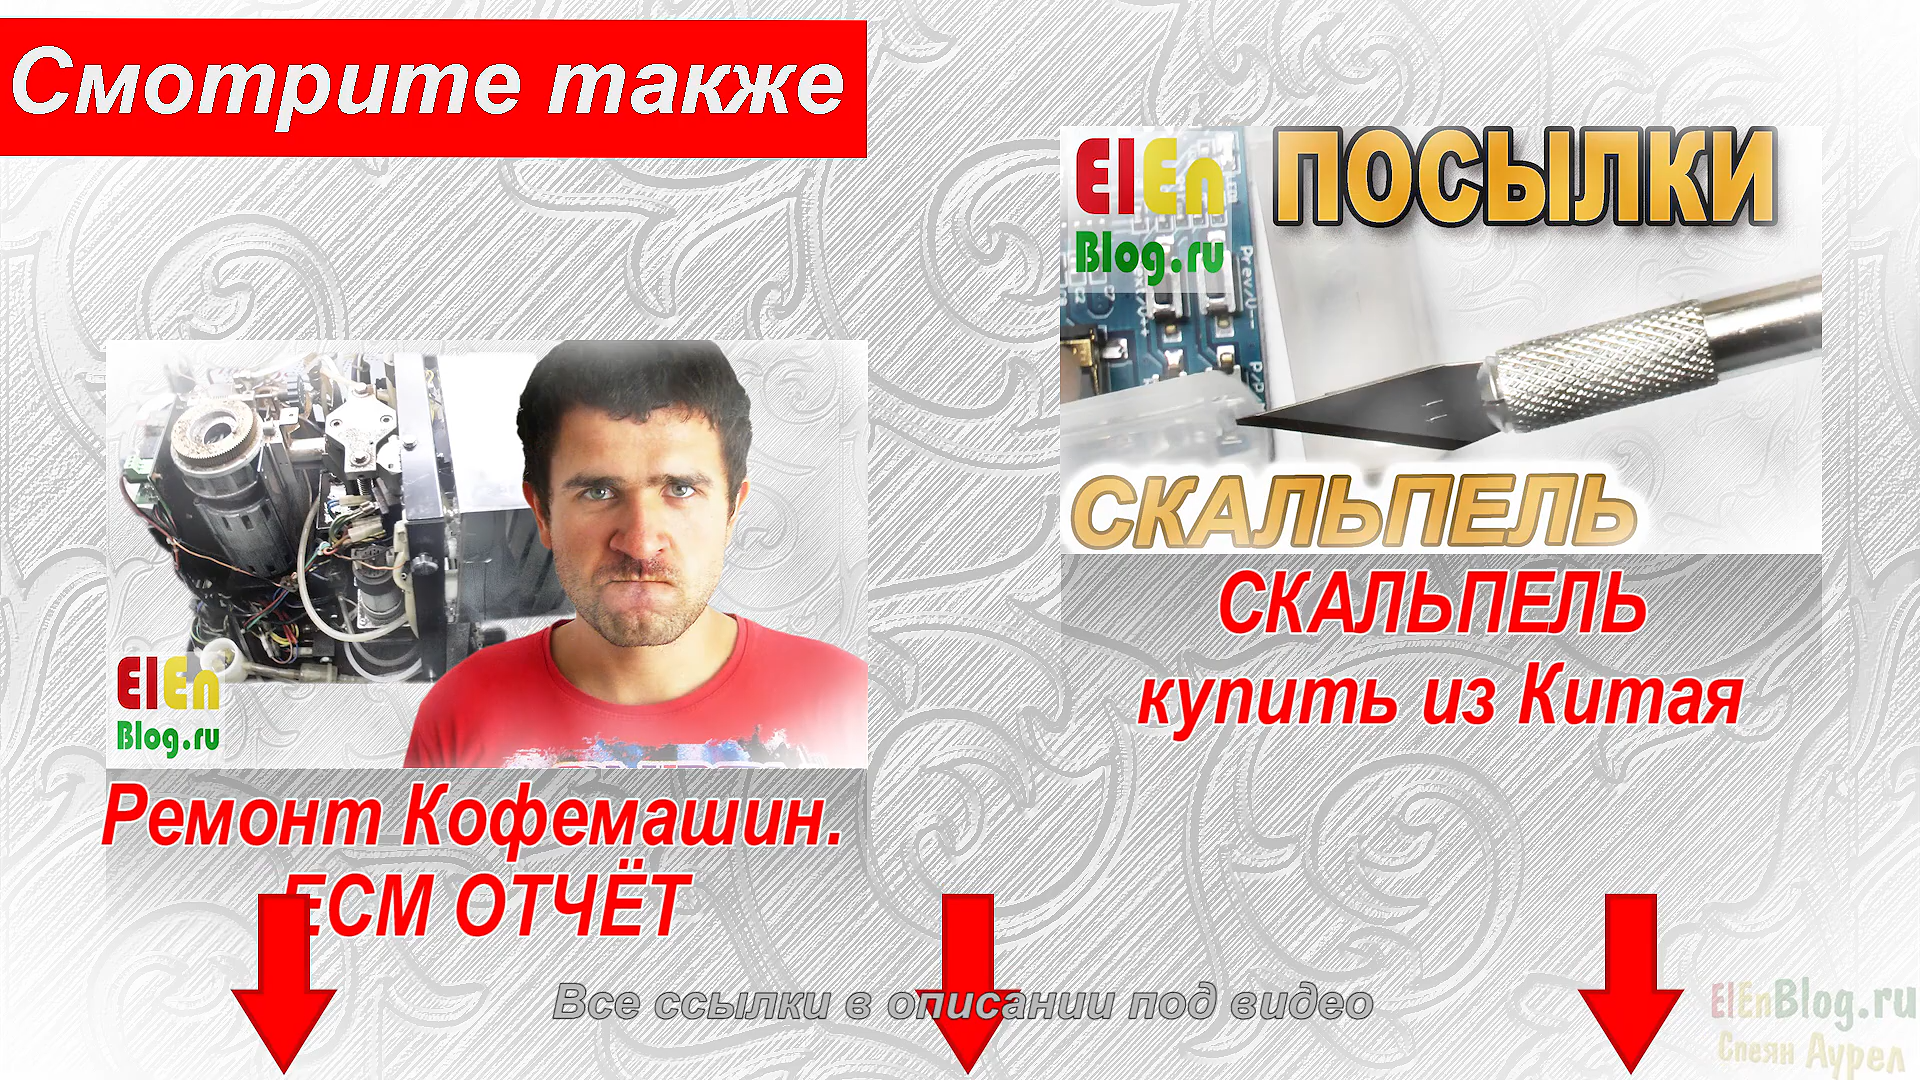 Смотрите также
ElEn
Blog.ru
ПОСЫЛКИ
Prev/U--
P/P
СКАЛЬПЕЛЬ
СКАЛЬПЕЛЬ
купить из Китая
ElEn
Blog.ru
Ремонт Кофемашин.
ECM ОТЧЁТ
Все ссылки в описании под видео
ElEnBlog.ru
Спеян Аурел